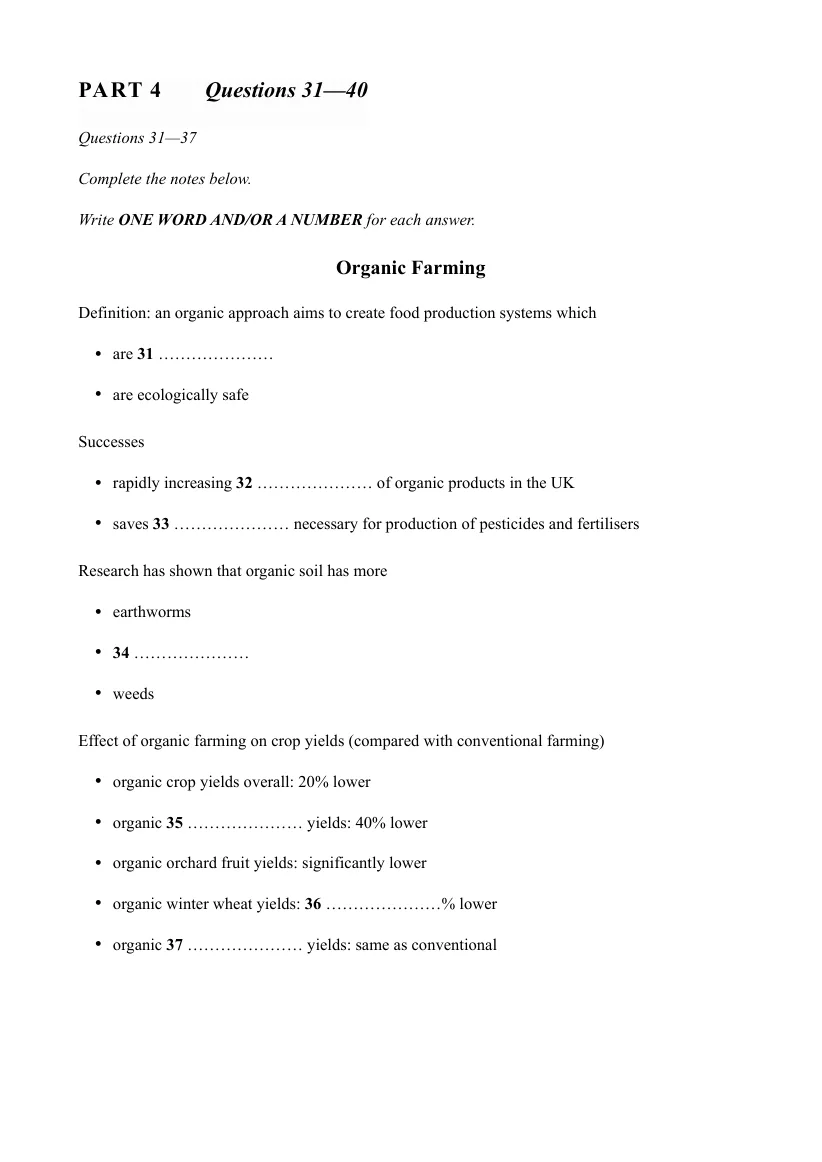 PART 4 Questions 31—40
Questions 31—37
Complete the notes below.
Write ONE WORD AND/OR A NUMBER for each answer.
Organic Farming
Definition: an organic approach aims to create food production systems which
• are 31 …………………
• are ecologically safe
Successes
• rapidly increasing 32 ………………… of organic products in the UK
• saves 33 ………………… necessary for production of pesticides and fertilisers
Research has shown that organic soil has more
• earthworms
• 34 …………………
• weeds
Effect of organic farming on crop yields (compared with conventional farming)
• organic crop yields overall: 20% lower
• organic 35 ………………… yields: 40% lower
• organic orchard fruit yields: significantly lower
• organic winter wheat yields: 36 …………………% lower
• organic 37 ………………… yields: same as conventional